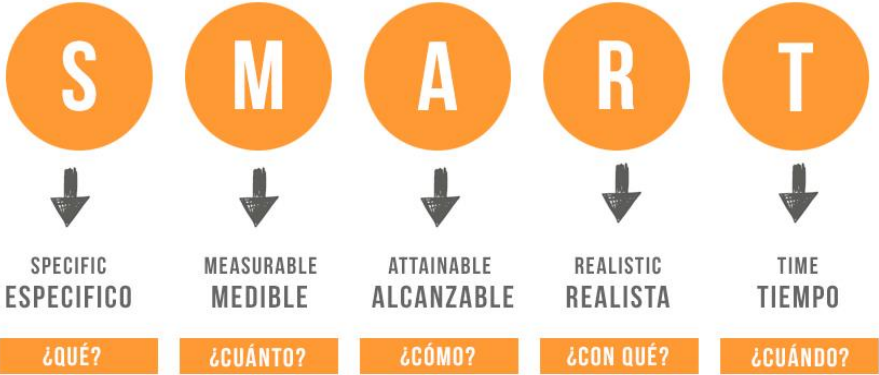 S M A R T
SPECIFIC MEASURABLE ATTAINABLE REALISTIC TIME
ESPECIFICO MEDIBLE ALCANZABLE REALISTA TIEMPO
¿QUÉ? ¿CUÁNTO? ¿CÓMO? ¿CON QUÉ? ¿CUÁNDO?